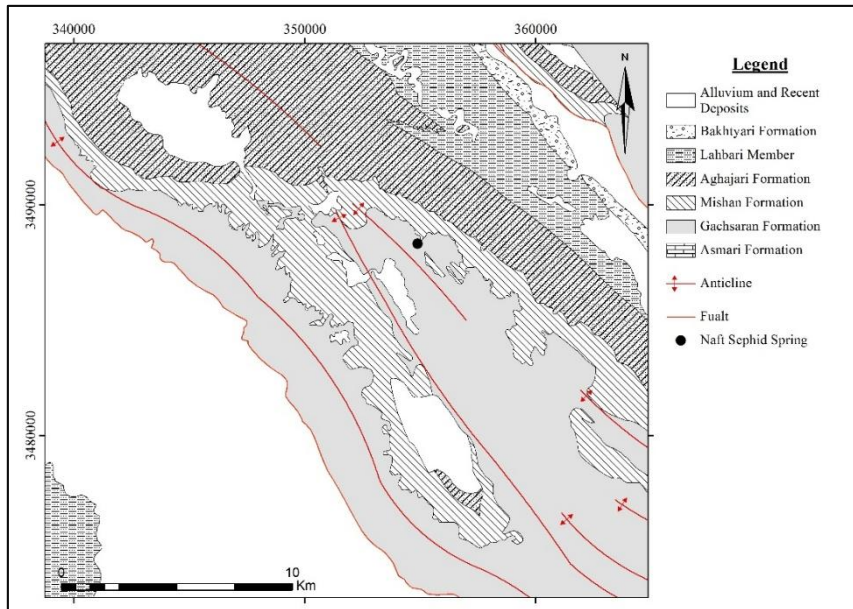 340000
350000
360000
490000
3480000
N
Legend
Alluvium and Recent
Deposits
Bakhtyari Formation
Lahbari Member
Aghajari Formation
Mishan Formation
Gachsaran Formation
Asmari Formation
Anticline
Fualt
Naft Sephid Spring
0
10
Km